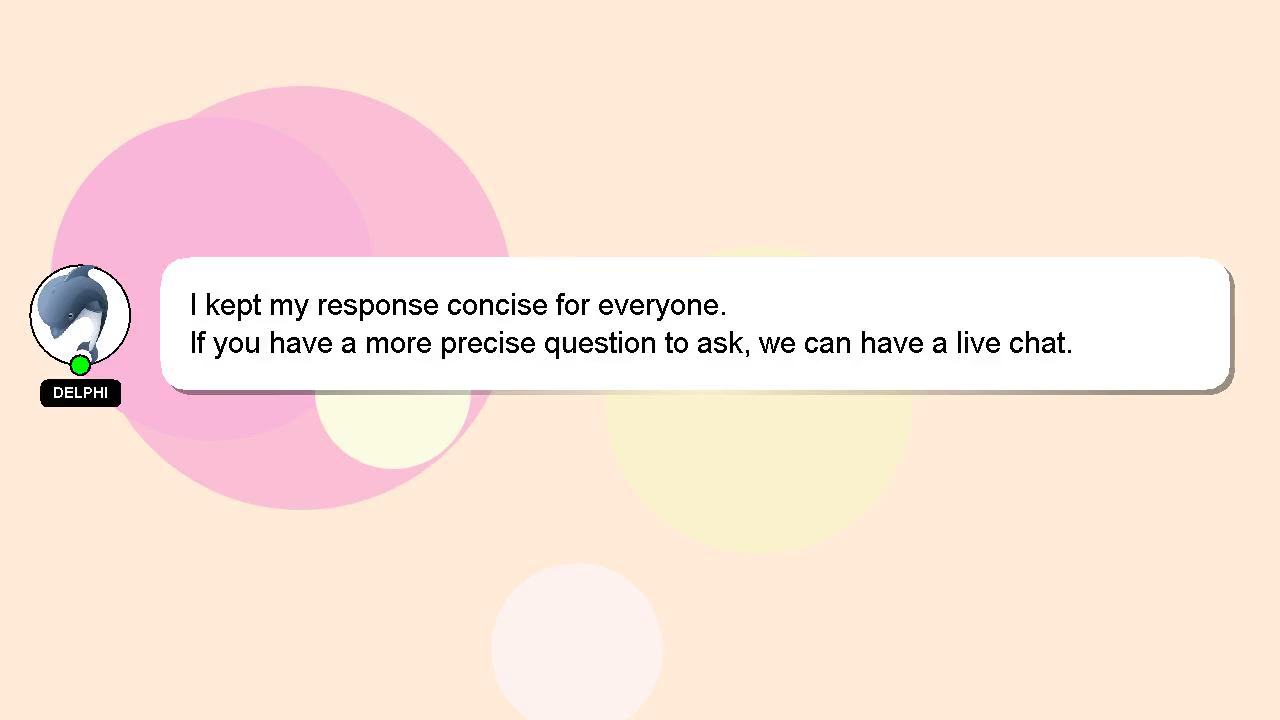 I kept my response concise for everyone.
If you have a more precise question to ask, we can have a live chat.
DELPHI